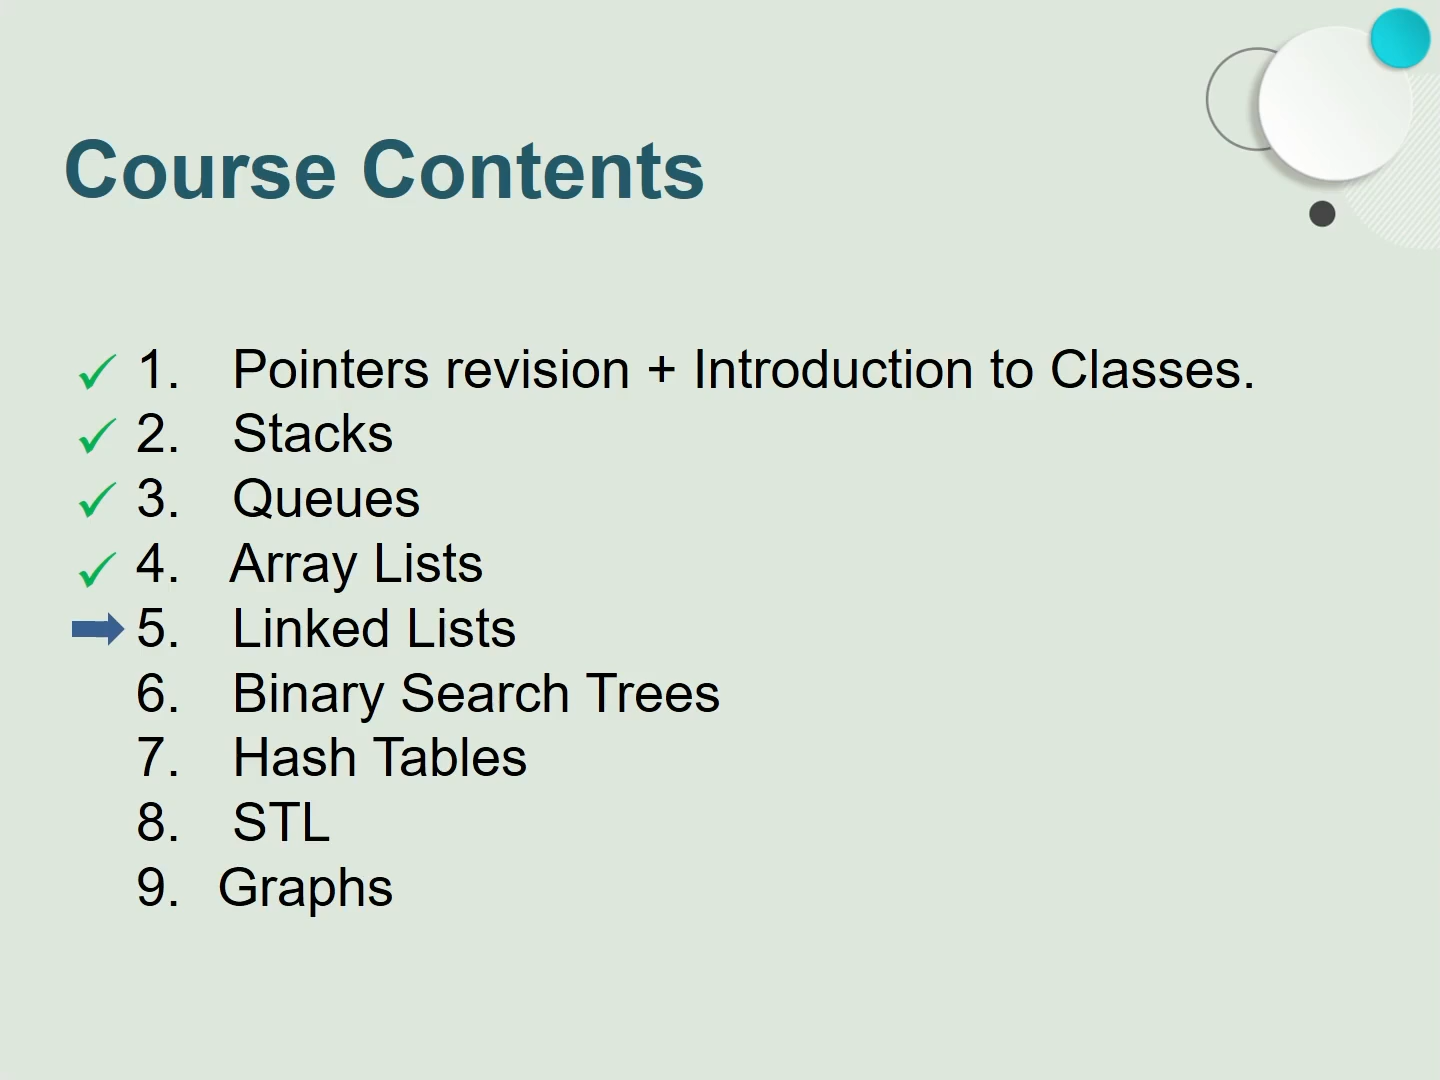 Course Contents
✓ 1. Pointers revision + Introduction to Classes.
✓ 2. Stacks
✓ 3. Queues
✓ 4. Array Lists
5. Linked Lists
6. Binary Search Trees
7. Hash Tables
8. STL
9. Graphs